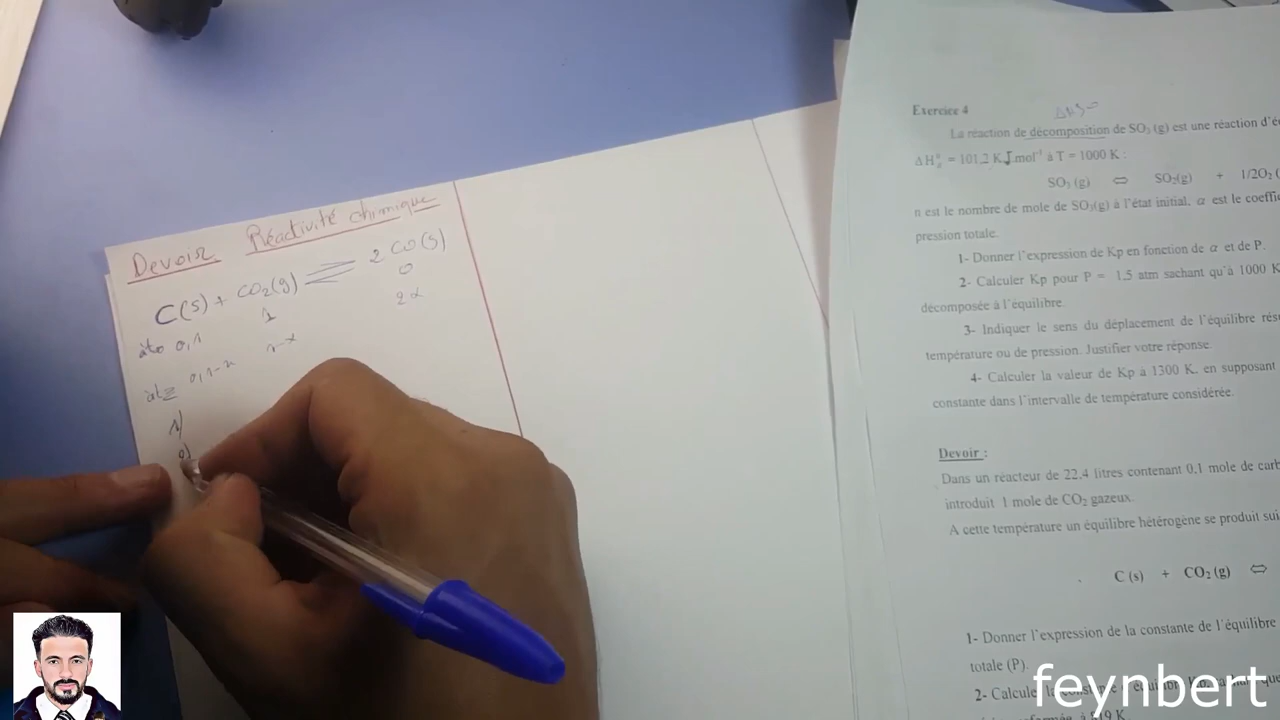 Devoir Réactivité chimique
C(s) + CO₂(g) ⇌ 2 CO(s)
àto 0,1 1 0
0,1-x 1-x 2x
1)
2)
Exercice 4
La réaction de décomposition de SO₃ (g) est une réaction
= 101,2 KJ mol⁻¹ à T = 1000 K :
SO₃ (g) ⇔ SO₂(g) + 1/2O₂
n est le nombre de mole de SO₃(g) à l'état initial, α est le
pression totale.
1- Donner l'expression de Kp en fonction de α et de P.
2- Calculer Kp pour P = 1,5 atm sachant qu'à 1000 K
décomposée à l'équilibre.
3- Indiquer le sens du déplacement de l'équilibre
température ou de pression. Justifier votre réponse.
4- Calculer la valeur de Kp à 1300 K, en supposant
constante dans l'intervalle de température considérée.
Devoir :
Dans un réacteur de 22,4 litres contenant 0,1 mole de
introduit 1 mole de CO₂ gazeux.
A cette température un équilibre hétérogène se produit
C (s) + CO₂ (g) ⇔
1- Donner l'expression de la constante de l'équilibre
totale (P).
2- Calcule
à 819 K
feynbert